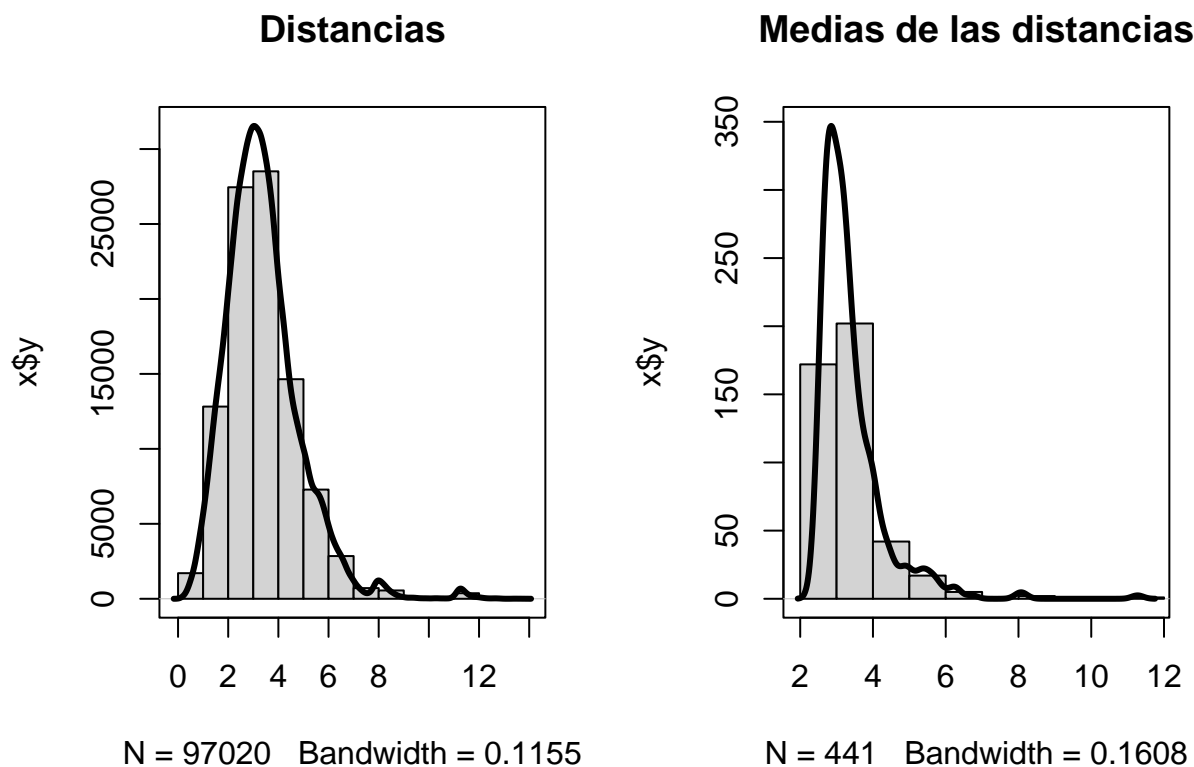 Distancias
x$y
0
5000
15000
25000
0 2 4 6 8 12
N = 97020 Bandwidth = 0.1155
Medias de las distancias
x$y
0
50
150
250
350
2 4 6 8 10 12
N = 441 Bandwidth = 0.1608